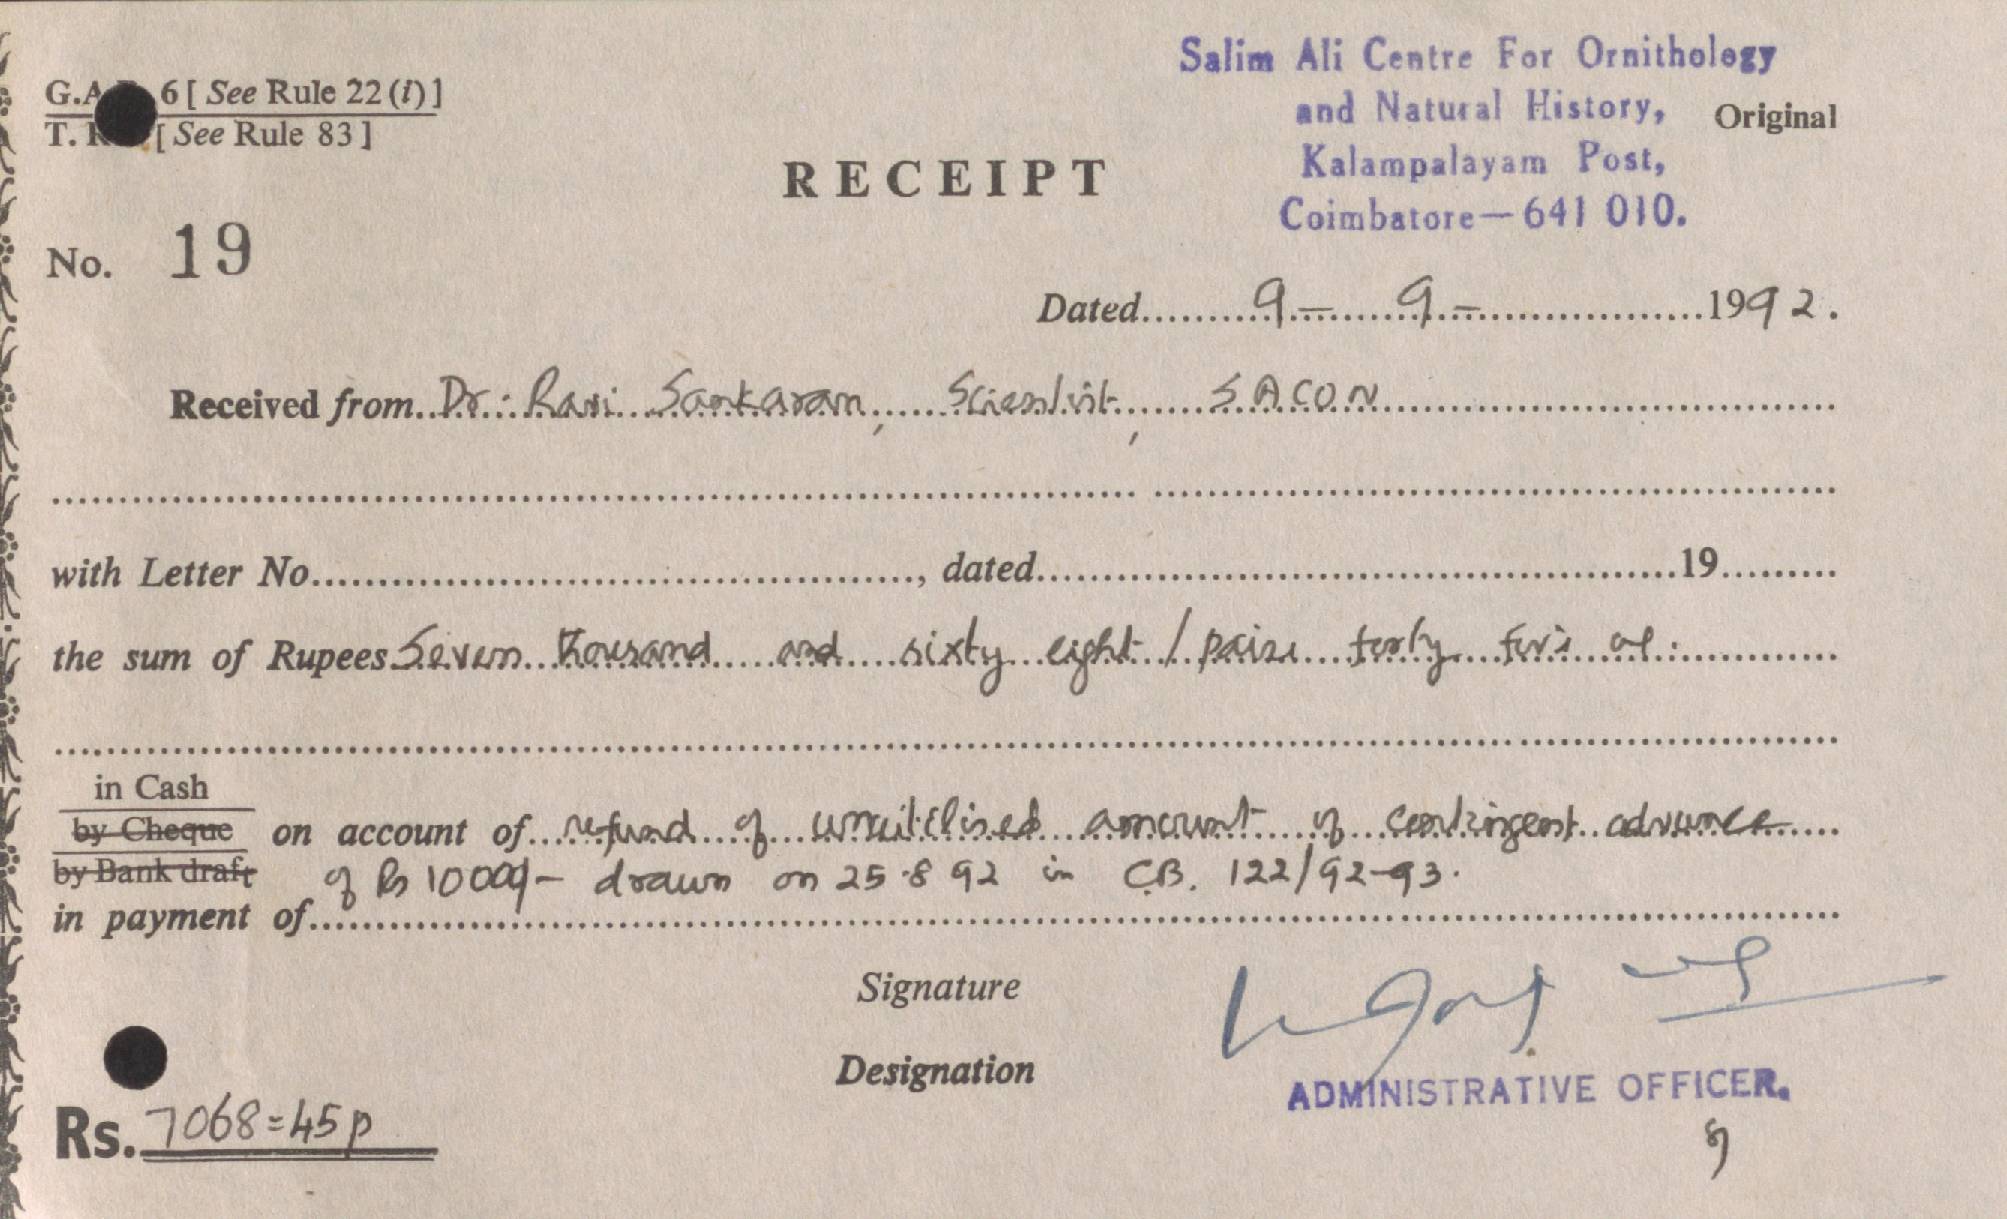 Salim Ali Centre For Ornithology
and Natural History,
Kalampalayam Post,
Coimbatore—641 010.
Original
G.A 6 [ See Rule 22 (i) ]
T. R [ See Rule 83 ]
RECEIPT
No. 19
Dated 9 - 9 - 1992.
Received from Dr. Ravi Sankaran, Scientist, SACON
with Letter No. , dated 19
the sum of Rupees Seven Thousand and sixty eight / paise forty five
in Cash
by Cheque
by Bank draft
on account of refund of unutilised amount of contingent advance
of Rs 10000/- drawn on 25.8 92 in CB. 122/92-93.
in payment of
Signature
Designation
ADMINISTRATIVE OFFICER.
Rs. 7068=45 p